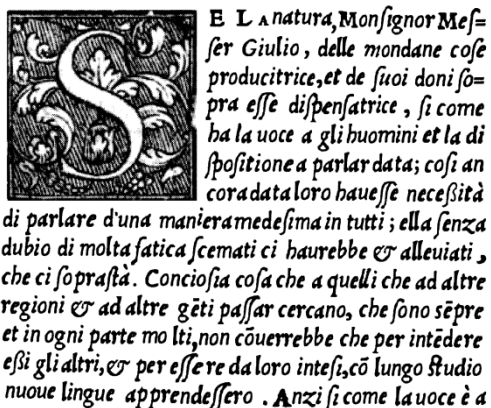 SE LA natura, Monſignor Meſ=
ſer Giulio, delle mondane coſe
producitrice, et de ſuoi doni ſo=
pra eſſe diſpenſatrice, ſi come
ha la uoce a gli huomini et la di
ſpoſitione a parlar data; coſi an
cora data loro haueſſe neceßità
di parlare d'una maniera medeſima in tutti; ella ſenza
dubio di molta fatica ſcemati ci haurebbe & alleuiati,
che ci ſopraſtà. Concioſia coſa che a quelli che ad altre
regioni & ad altre gēti paſſar cercano, che ſono sēpre
et in ogni parte mo lti, non cōuerrebbe che per intēdere
eßi gli altri, & per eſſere da loro inteſi, cō lungo ſtudio
nuoue lingue apprendeſſero. Anzi ſi come la uoce è a